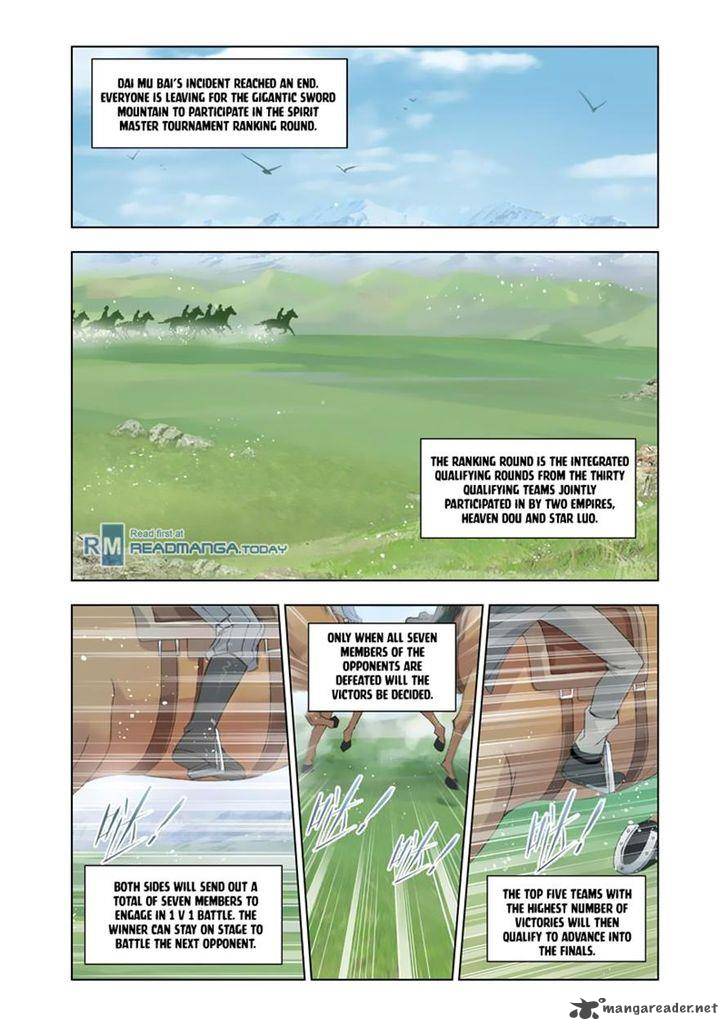 DAI MU BAI'S INCIDENT REACHED AN END.
EVERYONE IS LEAVING FOR THE GIGANTIC SWORD
MOUNTAIN TO PARTICIPATE IN THE SPIRIT
MASTER TOURNAMENT RANKING ROUND.
THE RANKING ROUND IS THE INTEGRATED
QUALIFYING ROUNDS FROM THE THIRTY
QUALIFYING TEAMS JOINTLY
PARTICIPATED IN BY TWO EMPIRES,
HEAVEN DOU AND STAR LUO.
RM
Read first at
READMANGA.TODAY
BOTH SIDES WILL SEND OUT A
TOTAL OF SEVEN MEMBERS TO
ENGAGE IN 1 V 1 BATTLE. THE
WINNER CAN STAY ON STAGE TO
BATTLE THE NEXT OPPONENT.
ONLY WHEN ALL SEVEN
MEMBERS OF THE
OPPONENTS ARE
DEFEATED WILL THE
VICTORS BE DECIDED.
THE TOP FIVE TEAMS WITH
THE HIGHEST NUMBER OF
VICTORIES WILL THEN
QUALIFY TO ADVANCE INTO
THE FINALS.
mangareader.net